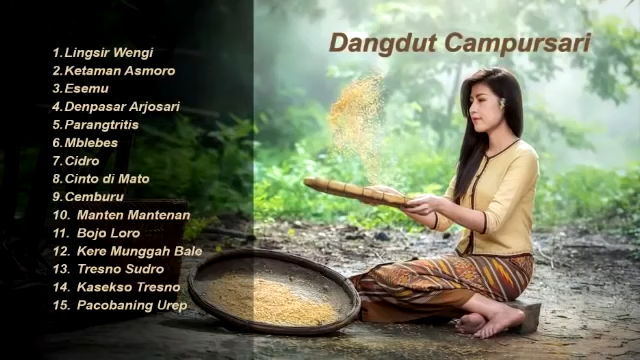 Dangdut Campursari
1. Lingsir Wengi
2. Ketaman Asmoro
3. Esemu
4. Denpasar Arjosari
5. Parangtritis
6. Mblebes
7. Cidro
8. Cinto di Mato
9. Cemburu
10. Manten Mantenan
11. Bojo Loro
12. Kere Munggah Bale
13. Tresno Sudro
14. Kasekso Tresno
15. Pacobaning Urep